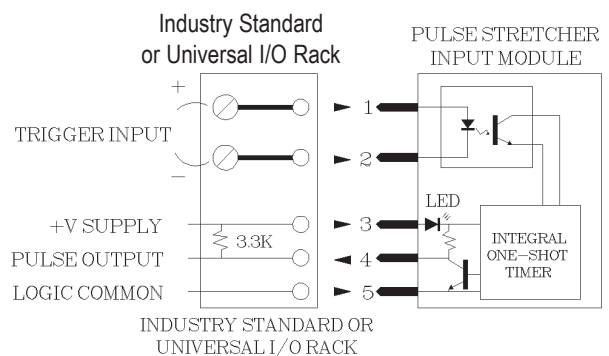 Industry Standard
or Universal I/O Rack
PULSE STRETCHER
INPUT MODULE
+
TRIGGER INPUT
−
1
2
LED
+V SUPPLY
3.3K
PULSE OUTPUT
LOGIC COMMON
3
4
5
INTEGRAL
ONE−SHOT
TIMER
INDUSTRY STANDARD OR
UNIVERSAL I/O RACK